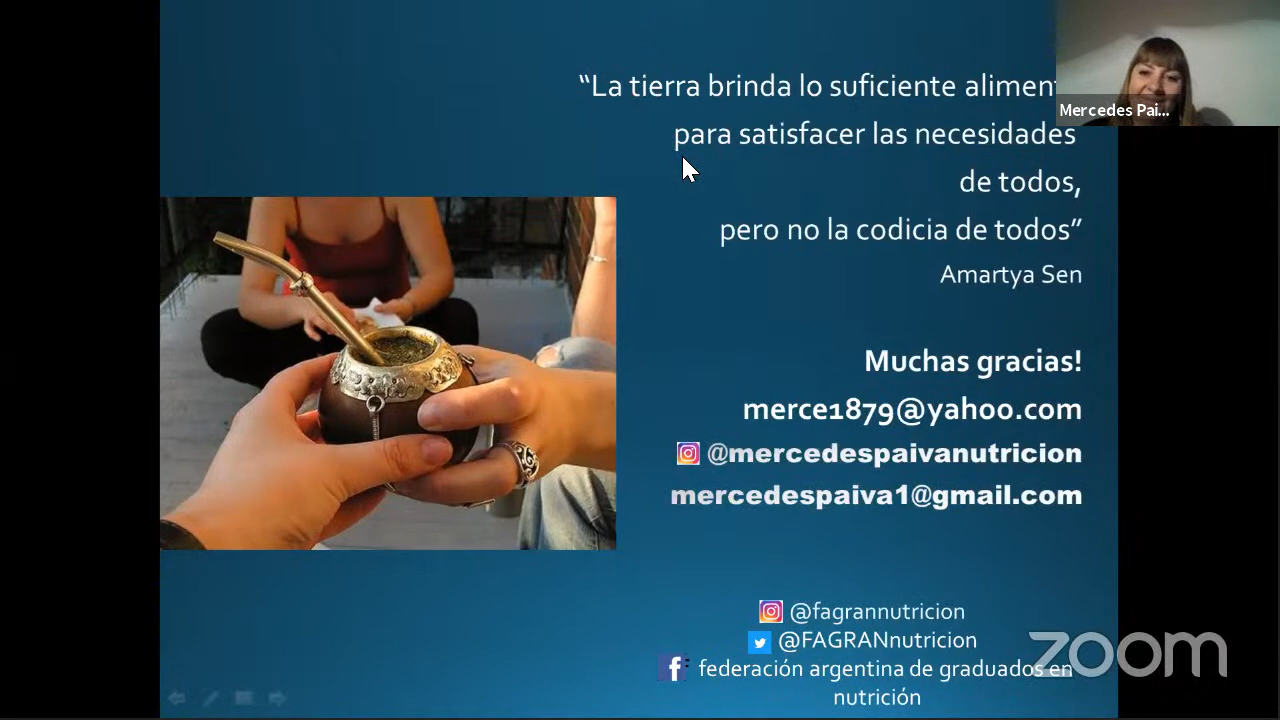 “La tierra brinda lo suficiente
para satisfacer las necesidades
de todos,
pero no la codicia de todos”
Amartya Sen
Mercedes Pai...
Muchas gracias!
merce1879@yahoo.com
@mercedespaivanutricion
mercedespaiva1@gmail.com
@fagrannutricion
@FAGRANnutricion
federación argentina de graduados en
nutrición
zoom